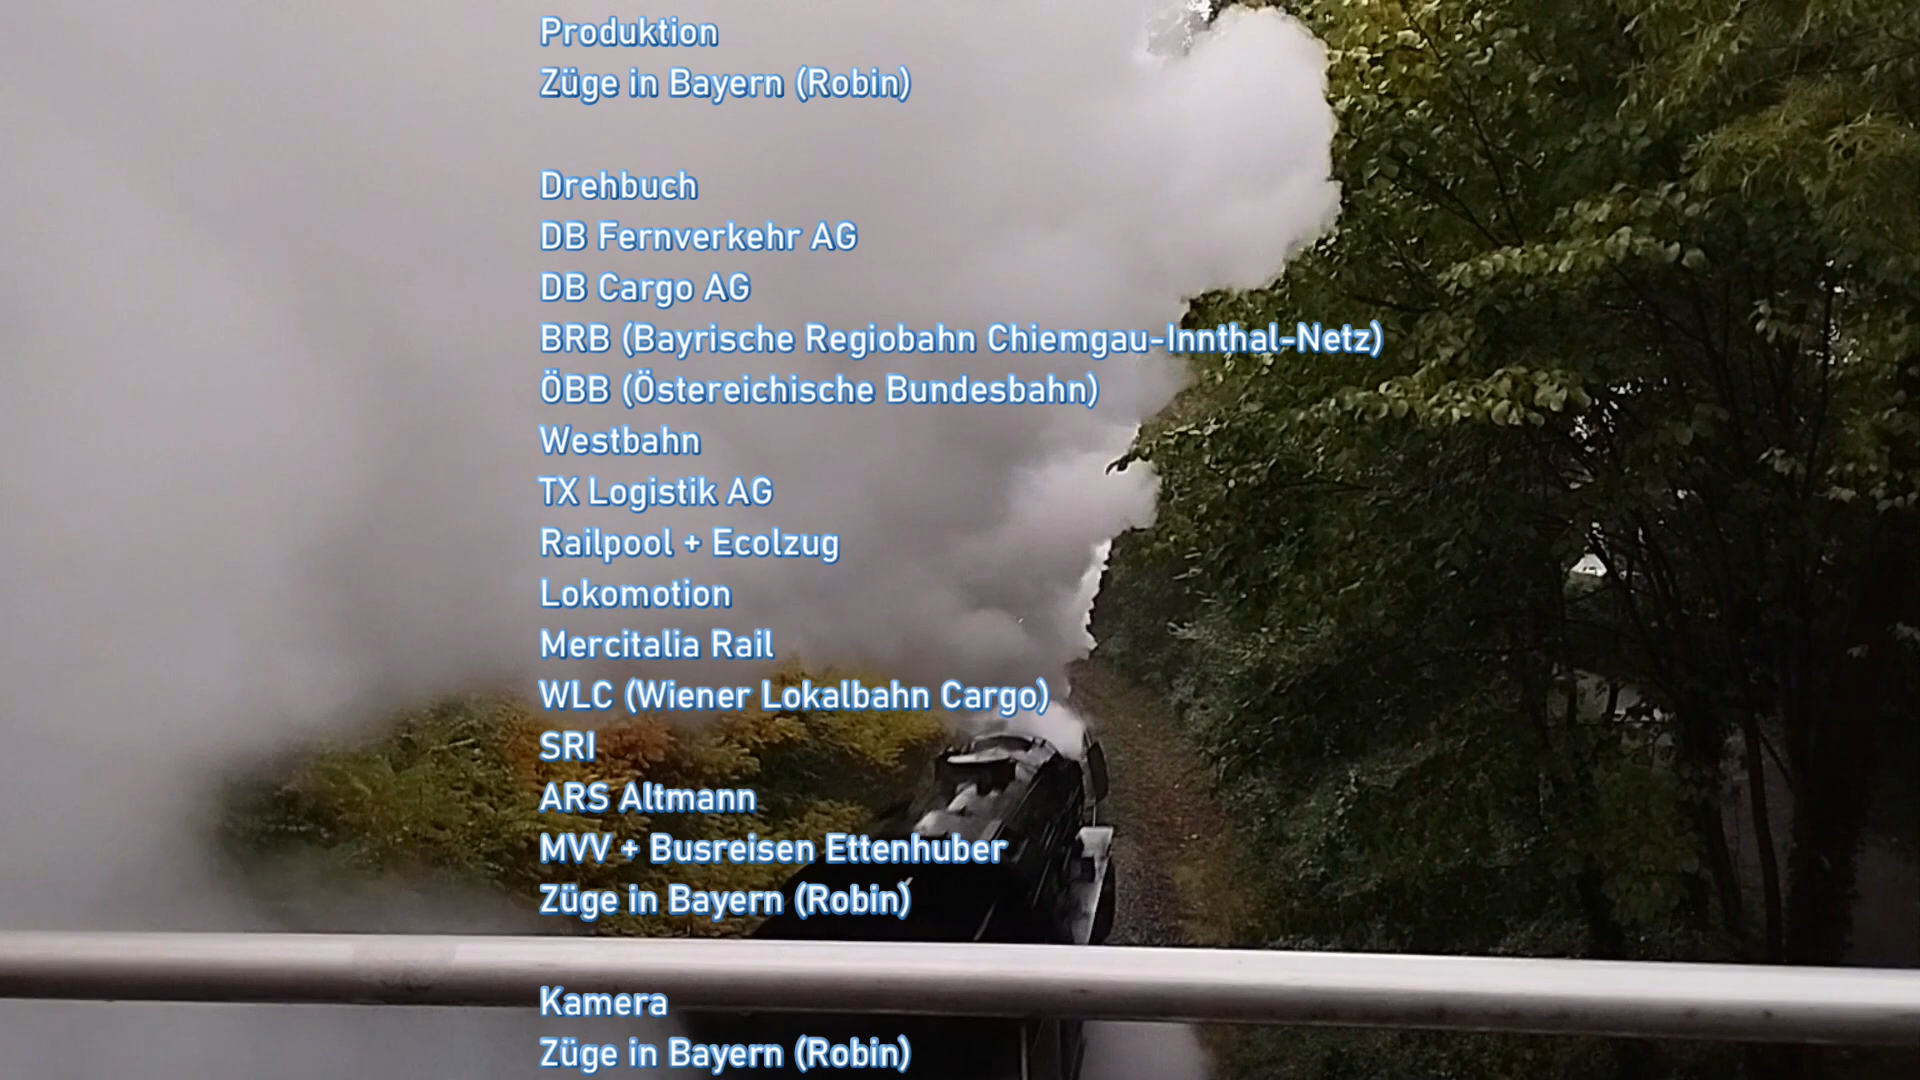 Produktion
Züge in Bayern (Robin)
Drehbuch
DB Fernverkehr AG
DB Cargo AG
BRB (Bayrische Regiobahn Chiemgau-Innthal-Netz)
ÖBB (Östereichische Bundesbahn)
Westbahn
TX Logistik AG
Railpool + Ecolzug
Lokomotion
Mercitalia Rail
WLC (Wiener Lokalbahn Cargo)
SRI
ARS Altmann
MVV + Busreisen Ettenhuber
Züge in Bayern (Robin)
Kamera
Züge in Bayern (Robin)